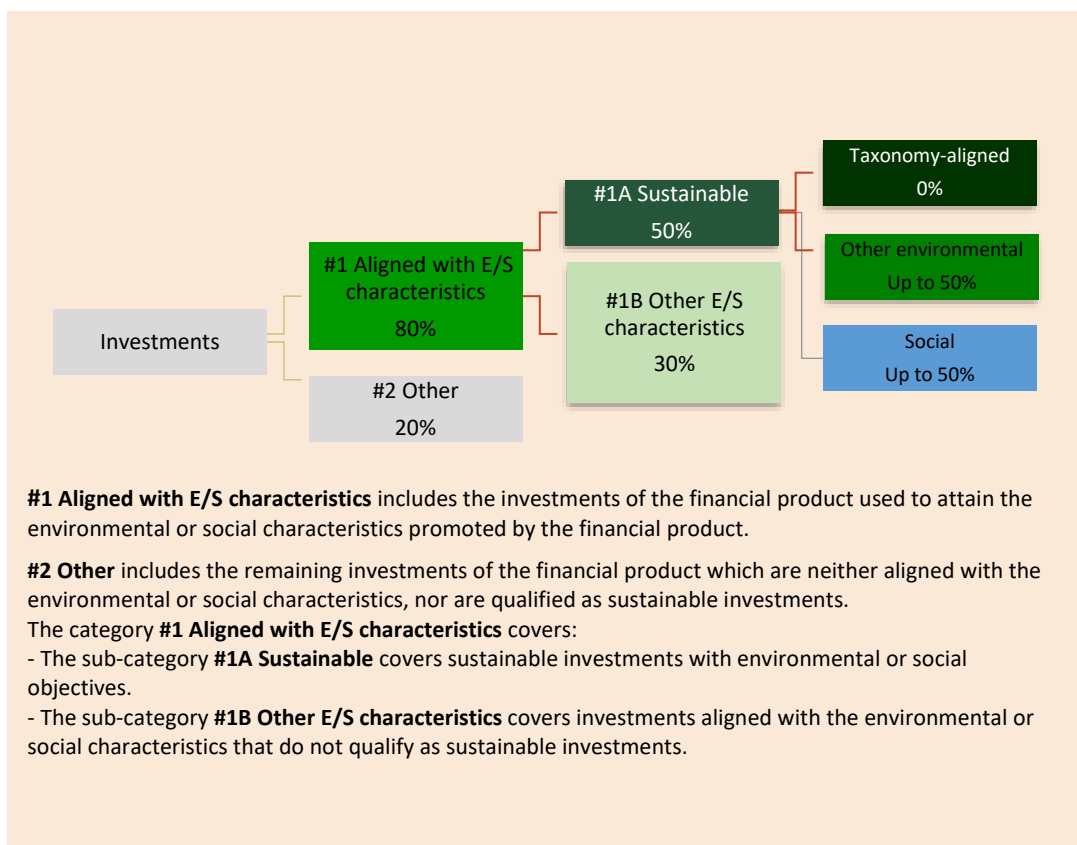 Taxonomy-aligned
0%
#1A Sustainable
50%
Other environmental
Up to 50%
#1 Aligned with E/S
characteristics
80%
#1B Other E/S
characteristics
30%
Investments
Social
Up to 50%
#2 Other
20%
#1 Aligned with E/S characteristics includes the investments of the financial product used to attain the
environmental or social characteristics promoted by the financial product.
#2 Other includes the remaining investments of the financial product which are neither aligned with the
environmental or social characteristics, nor are qualified as sustainable investments.
The category #1 Aligned with E/S characteristics covers:
- The sub-category #1A Sustainable covers sustainable investments with environmental or social
objectives.
- The sub-category #1B Other E/S characteristics covers investments aligned with the environmental or
social characteristics that do not qualify as sustainable investments.